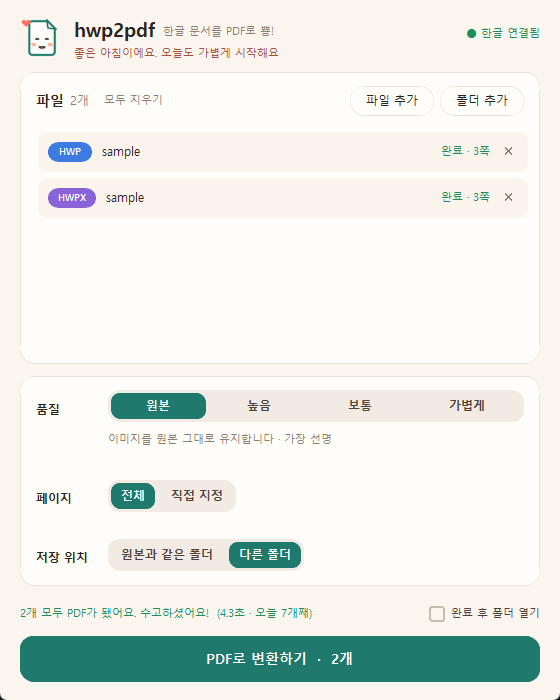 hwp2pdf 한글 문서를 PDF로 뿅!
좋은 아침이에요. 오늘도 가볍게 시작해요
한글 연결됨
파일 2개 모두 지우기 파일 추가 폴더 추가
HWP sample 완료 · 3쪽 ×
HWPX sample 완료 · 3쪽 ×
품질 원본 높음 보통 가볍게
이미지를 원본 그대로 유지합니다 · 가장 선명
페이지 전체 직접 지정
저장 위치 원본과 같은 폴더 다른 폴더
2개 모두 PDF가 됐어요. 수고하셨어요! (4.3초 · 오늘 7개째) 완료 후 폴더 열기
PDF로 변환하기 · 2개